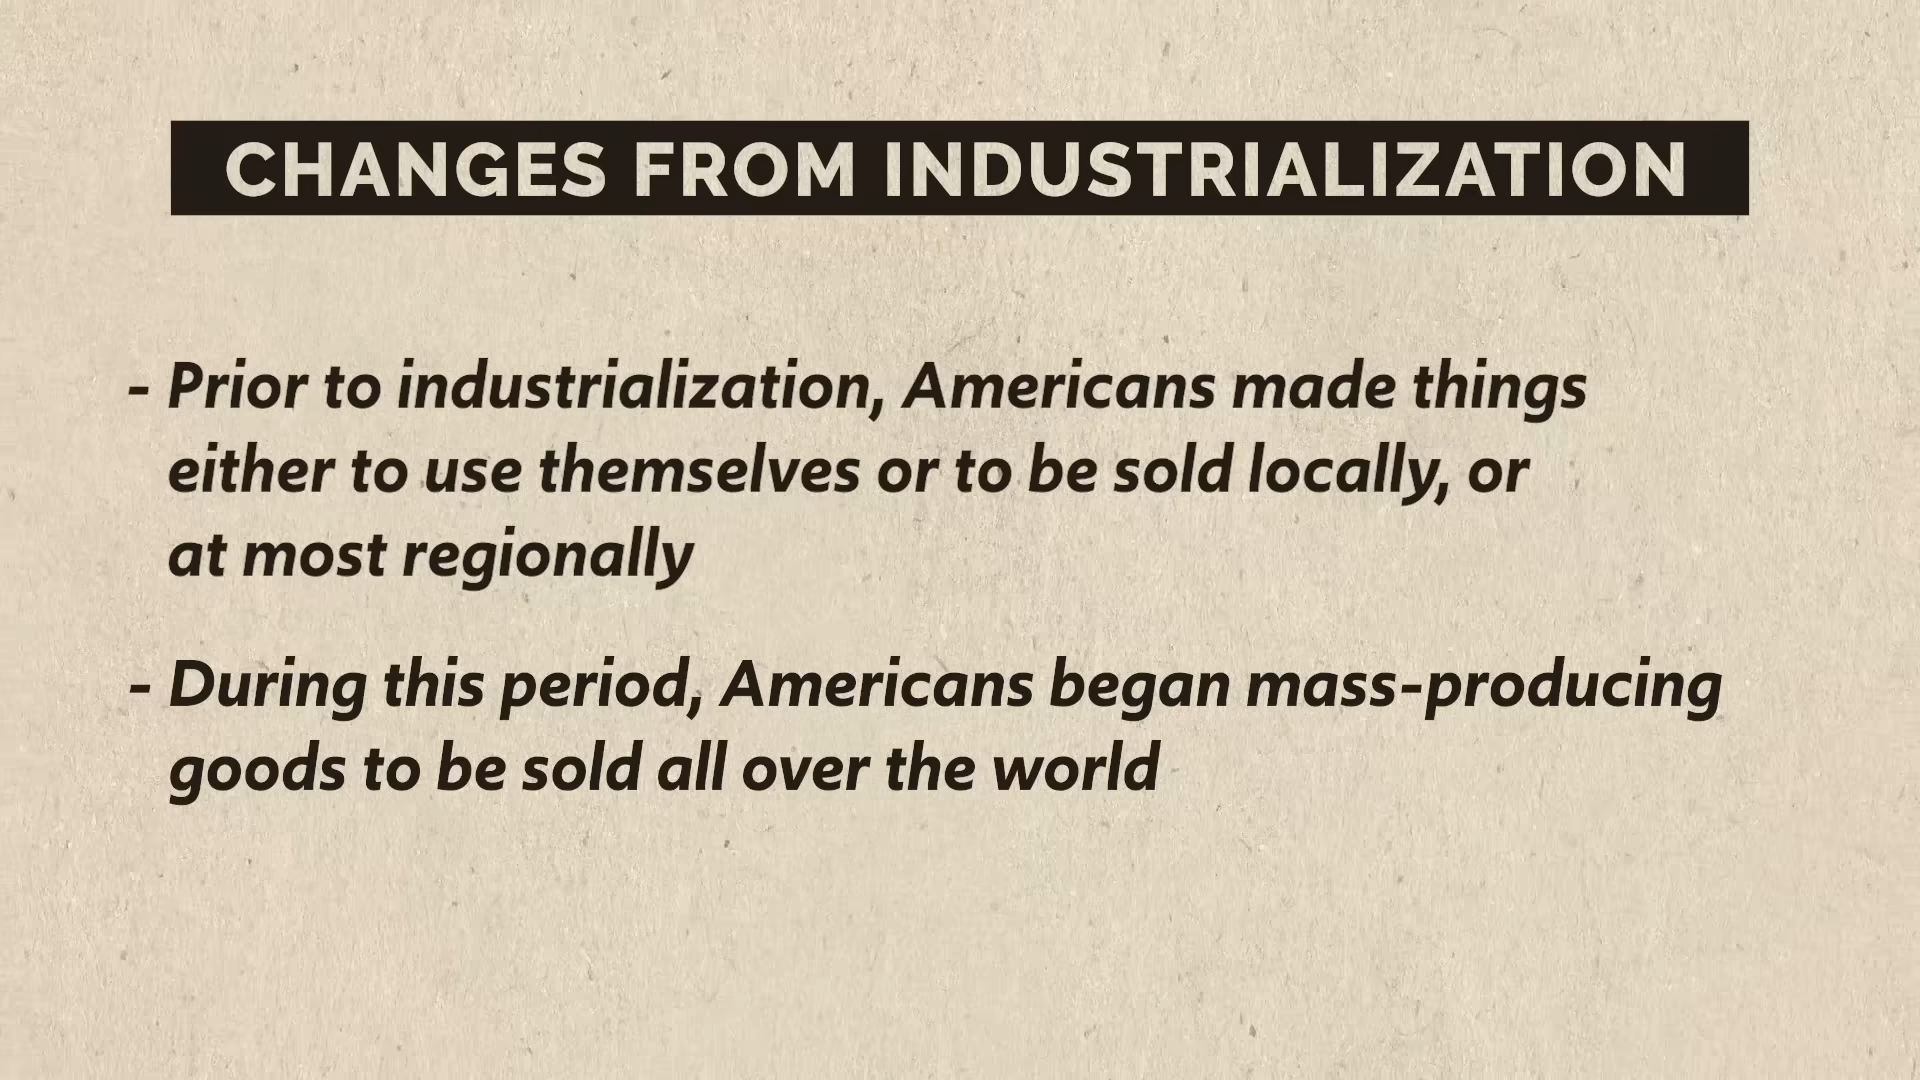 CHANGES FROM INDUSTRIALIZATION
- Prior to industrialization, Americans made things
either to use themselves or to be sold locally, or
at most regionally
- During this period, Americans began mass-producing
goods to be sold all over the world